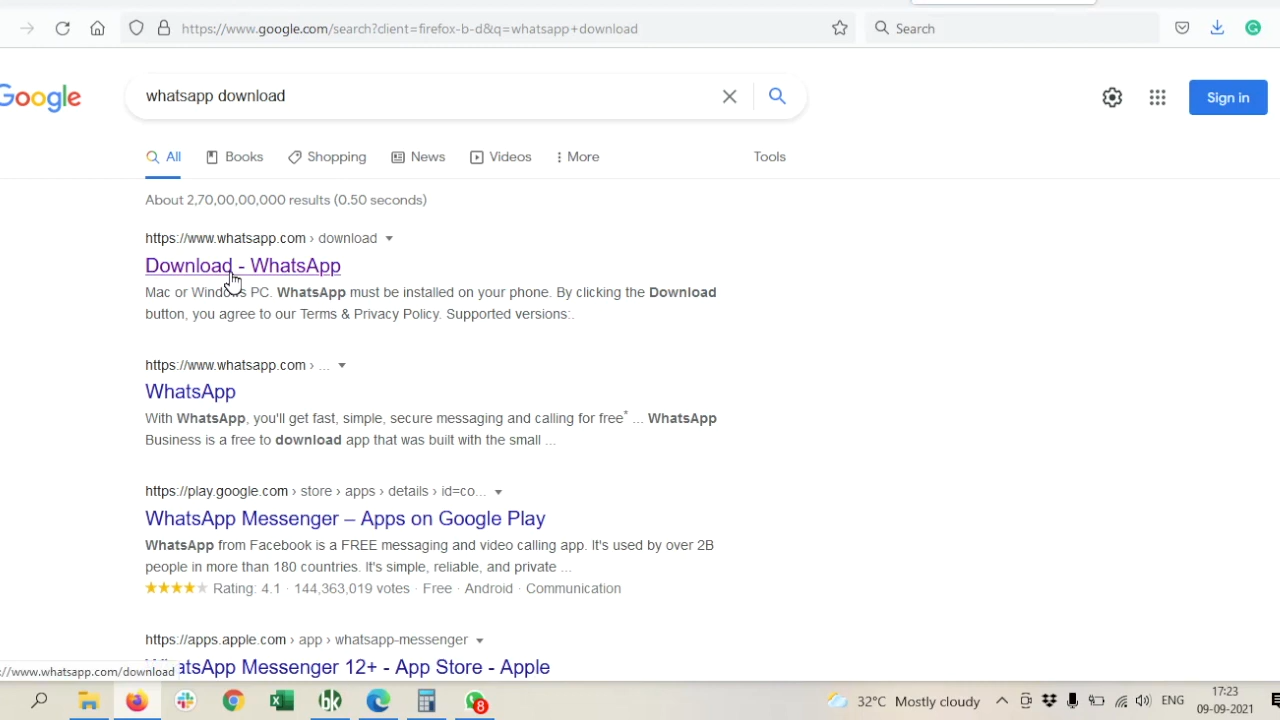 https://www.google.com/search?client=firefox-b-d&q=whatsapp+download
Search
Google
whatsapp download
Sign in
All
Books
Shopping
News
Videos
More
Tools
About 2,70,00,00,000 results (0.50 seconds)
https://www.whatsapp.com › download
Download - WhatsApp
Mac or Windows PC. WhatsApp must be installed on your phone. By clicking the Download
button, you agree to our Terms & Privacy Policy. Supported versions:.
https://www.whatsapp.com › ...
WhatsApp
With WhatsApp, you'll get fast, simple, secure messaging and calling for free* ... WhatsApp
Business is a free to download app that was built with the small ...
https://play.google.com › store › apps › details › id=co...
WhatsApp Messenger – Apps on Google Play
WhatsApp from Facebook is a FREE messaging and video calling app. It's used by over 2B
people in more than 180 countries. It's simple, reliable, and private ...
Rating: 4.1 · 144,363,019 votes · Free · Android · Communication
https://apps.apple.com › app › whatsapp-messenger
WhatsApp Messenger 12+ - App Store - Apple
://www.whatsapp.com/download
bk
8
32°C Mostly cloudy
ENG
17:23
09-09-2021